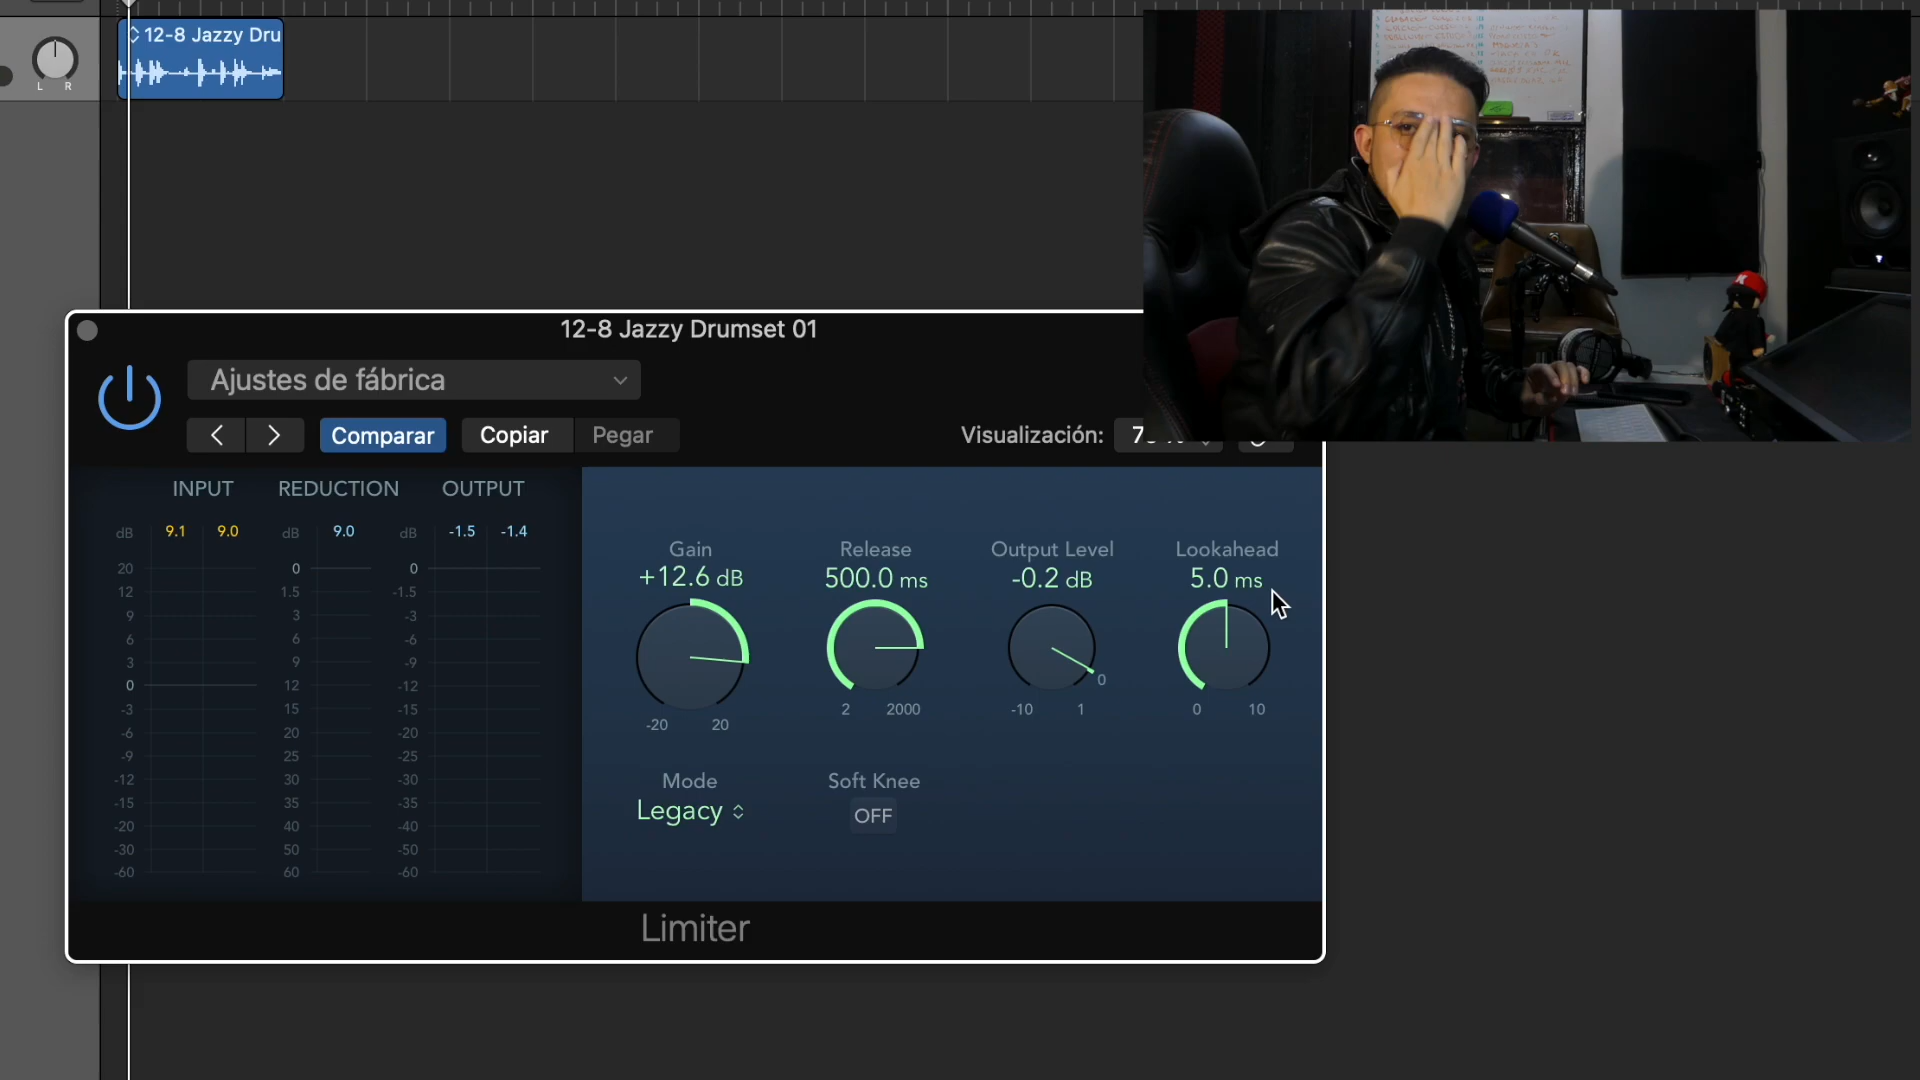 12-8 Jazzy Dru
L R
12-8 Jazzy Drumset 01
Ajustes de fábrica
Comparar Copiar Pegar
Visualización:
INPUT REDUCTION OUTPUT
dB 9.1 9.0 dB 9.0 dB -1.5 -1.4
20 0 0
12 1.5 -1.5
9 3 -3
6 6 -6
3 9 -9
0 12 -12
-3 15 -15
-6 20 -20
-9 25 -25
-12 30 -30
-15 35 -35
-20 40 -40
-30 50 -50
-60 60 -60
Gain Release Output Level Lookahead
+12.6 dB 500.0 ms -0.2 dB 5.0 ms
0
-20 20 2 2000 -10 1 0 10
Mode Soft Knee
Legacy OFF
Limiter